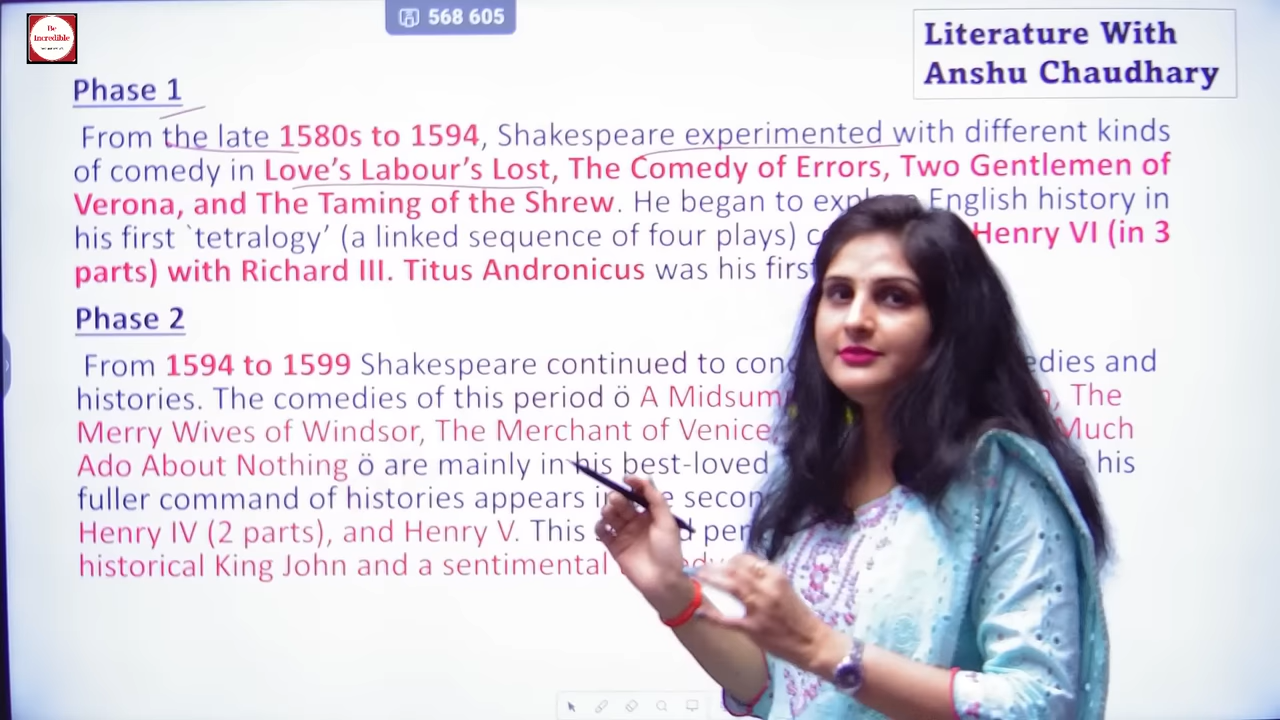 Be
Incredible
568 605
Literature With
Anshu Chaudhary
Phase 1
From the late 1580s to 1594, Shakespeare experimented with different kinds
of comedy in Love’s Labour’s Lost, The Comedy of Errors, Two Gentlemen of
Verona, and The Taming of the Shrew. He began to English history in
his first `tetralogy’ (a linked sequence of four plays) Henry VI (in 3
parts) with Richard III. Titus Andronicus was his first
Phase 2
From 1594 to 1599 Shakespeare continued to and
histories. The comedies of this period ö A The
Merry Wives of Windsor, The Merchant of Venice Much
Ado About Nothing ö are mainly in his best-loved his
fuller command of histories appears in
Henry IV (2 parts), and Henry V. This
historical King John and a sentimental